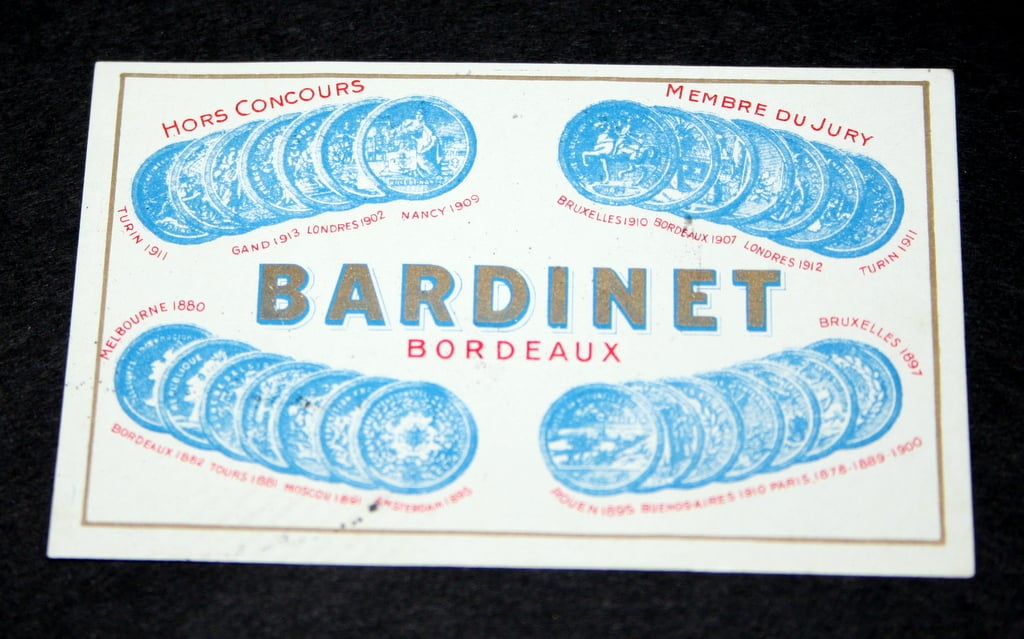 HORS CONCOURS
MEMBRE DU JURY
TURIN 1911 GAND 1913 LONDRES 1902 NANCY 1909
BRUXELLES 1910 BORDEAUX 1907 LONDRES 1912 TURIN 1911
BARDINET
BORDEAUX
MELBOURNE 1880
BRUXELLES 1897
BORDEAUX 1882 TOURS 1881 MOSCOU 1891 AMSTERDAM 1895
ROUEN 1895 BUENOS AIRES 1910 PARIS, 1878-1889-1900